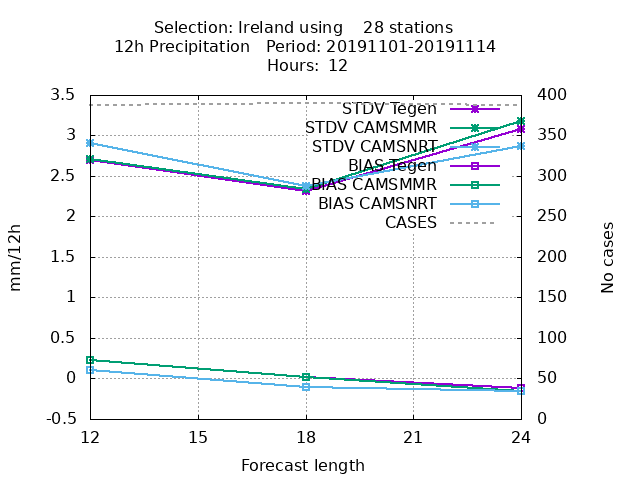 Selection: Ireland using    28 stations
12h Precipitation   Period: 20191101-20191114
Hours: 12
3.5
3
2.5
2
1.5
1
0.5
0
-0.5
mm/12h
400
350
300
250
200
150
100
50
0
No cases
STDV Tegen
STDV CAMSMMR
STDV CAMSNRT
BIAS Tegen
BIAS CAMSMMR
BIAS CAMSNRT
CASES
12 15 18 21 24
Forecast length